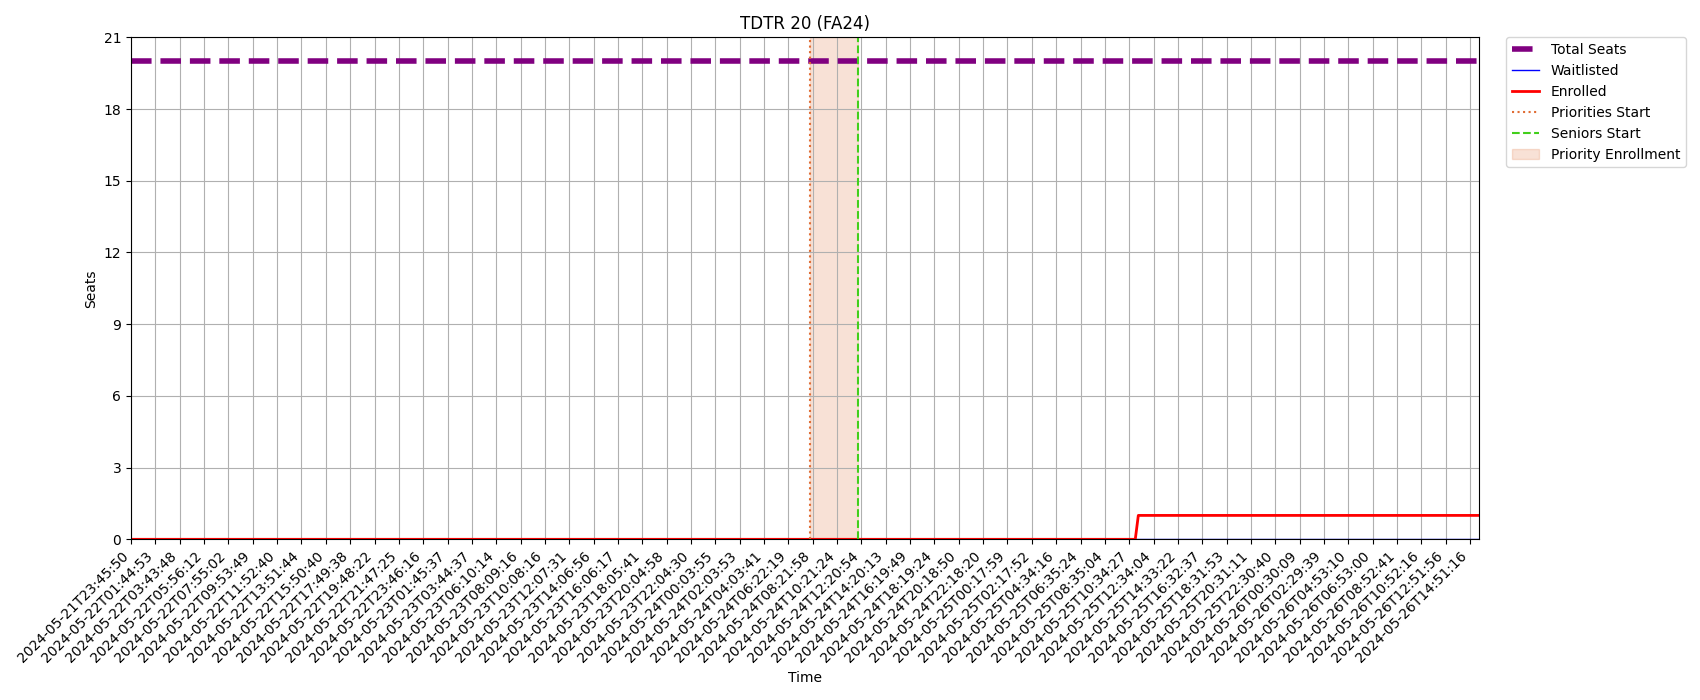 TDTR 20 (FA24)
21
18
15
12
9
6
3
0
Seats
Total Seats
Waitlisted
Enrolled
Priorities Start
Seniors Start
Priority Enrollment
2024-05-21T23:45:50
2024-05-22T01:44:53
2024-05-22T03:43:48
2024-05-22T05:56:12
2024-05-22T07:55:02
2024-05-22T09:53:49
2024-05-22T11:52:40
2024-05-22T13:51:44
2024-05-22T15:50:40
2024-05-22T17:49:38
2024-05-22T19:48:22
2024-05-22T21:47:25
2024-05-22T23:46:16
2024-05-23T01:45:37
2024-05-23T03:44:37
2024-05-23T06:10:14
2024-05-23T08:09:16
2024-05-23T10:08:16
2024-05-23T12:07:31
2024-05-23T14:06:56
2024-05-23T16:06:17
2024-05-23T18:05:41
2024-05-23T20:04:58
2024-05-23T22:04:30
2024-05-24T00:03:55
2024-05-24T02:03:53
2024-05-24T04:03:41
2024-05-24T06:22:19
2024-05-24T08:21:58
2024-05-24T10:21:24
2024-05-24T12:20:54
2024-05-24T14:20:13
2024-05-24T16:19:49
2024-05-24T18:19:24
2024-05-24T20:18:50
2024-05-24T22:18:20
2024-05-25T00:17:59
2024-05-25T02:17:52
2024-05-25T04:34:16
2024-05-25T06:35:24
2024-05-25T08:35:04
2024-05-25T10:34:27
2024-05-25T12:34:04
2024-05-25T14:33:22
2024-05-25T16:32:37
2024-05-25T18:31:53
2024-05-25T20:31:11
2024-05-25T22:30:40
2024-05-26T00:30:09
2024-05-26T02:29:39
2024-05-26T04:53:10
2024-05-26T06:53:00
2024-05-26T08:52:41
2024-05-26T10:52:16
2024-05-26T12:51:56
2024-05-26T14:51:16
Time